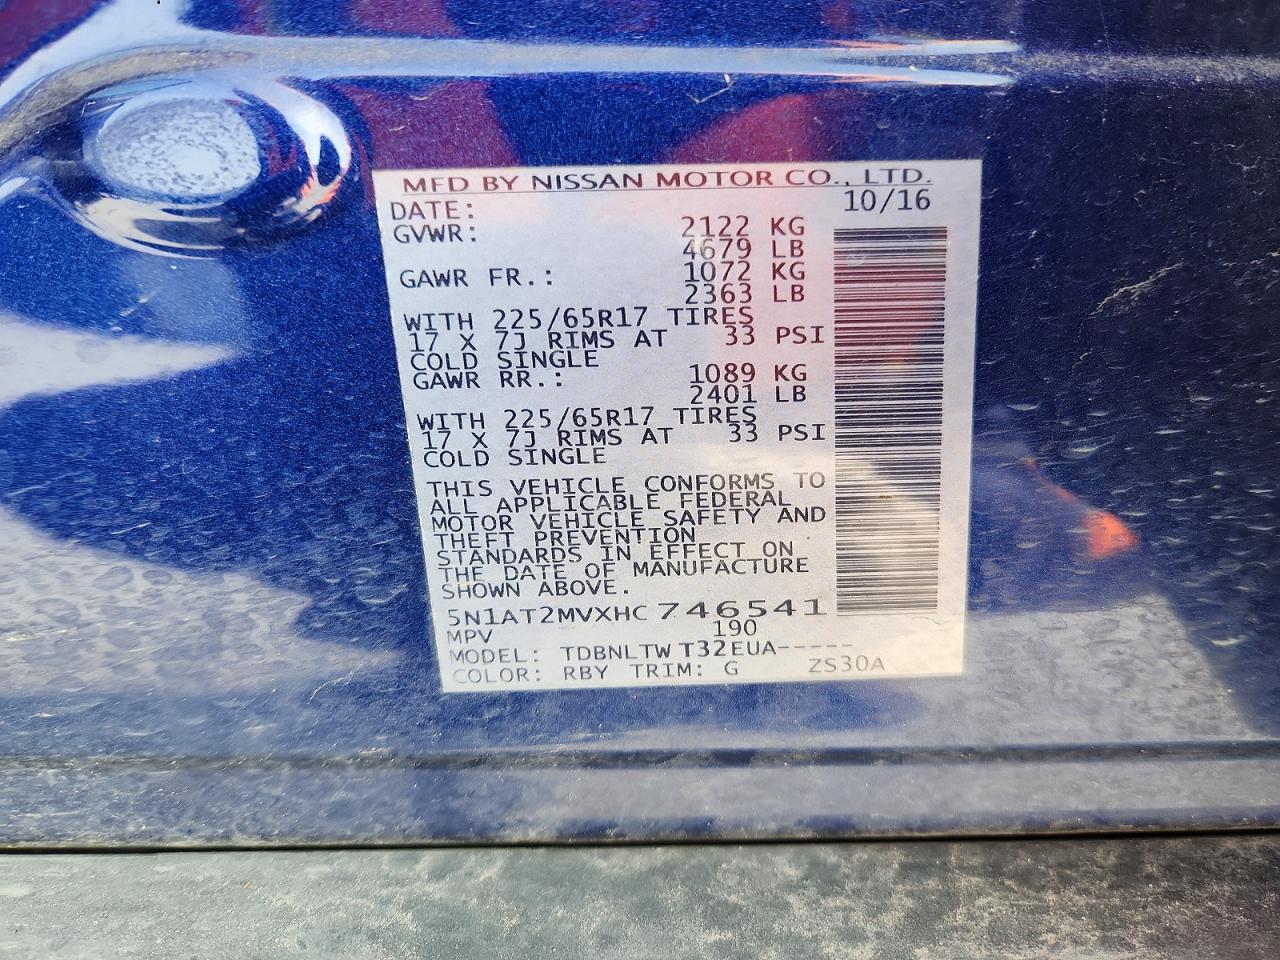 MFD BY NISSAN MOTOR CO., LTD.
DATE: 10/16
GVWR: 2122 KG
4679 LB
GAWR FR.: 1072 KG
2363 LB
WITH 225/65R17 TIRES
17 X 7J RIMS AT 33 PSI
COLD SINGLE
GAWR RR.: 1089 KG
2401 LB
WITH 225/65R17 TIRES
17 X 7J RIMS AT 33 PSI
COLD SINGLE
THIS VEHICLE CONFORMS TO
ALL APPLICABLE FEDERAL
MOTOR VEHICLE SAFETY AND
THEFT PREVENTION
STANDARDS IN EFFECT ON
THE DATE OF MANUFACTURE
SHOWN ABOVE.
5N1AT2MVXHC746541
MPV 190
MODEL: TDBNLTW T32EUA-----
COLOR: RBY TRIM: G ZS30A